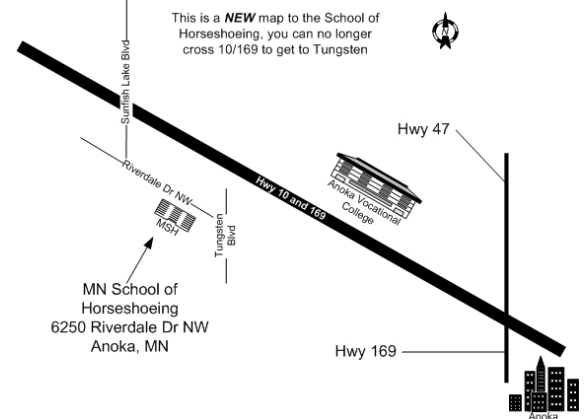 This is a NEW map to the School of
Horseshoeing, you can no longer
cross 10/169 to get to Tungsten
N
Sunfish Lake Blvd
Hwy 47
Riverdale Dr NW
Hwy 10 and 169
Anoka Vocational
College
MSH
Tungsten
Blvd
MN School of
Horseshoeing
6250 Riverdale Dr NW
Anoka, MN
Hwy 169
Anoka